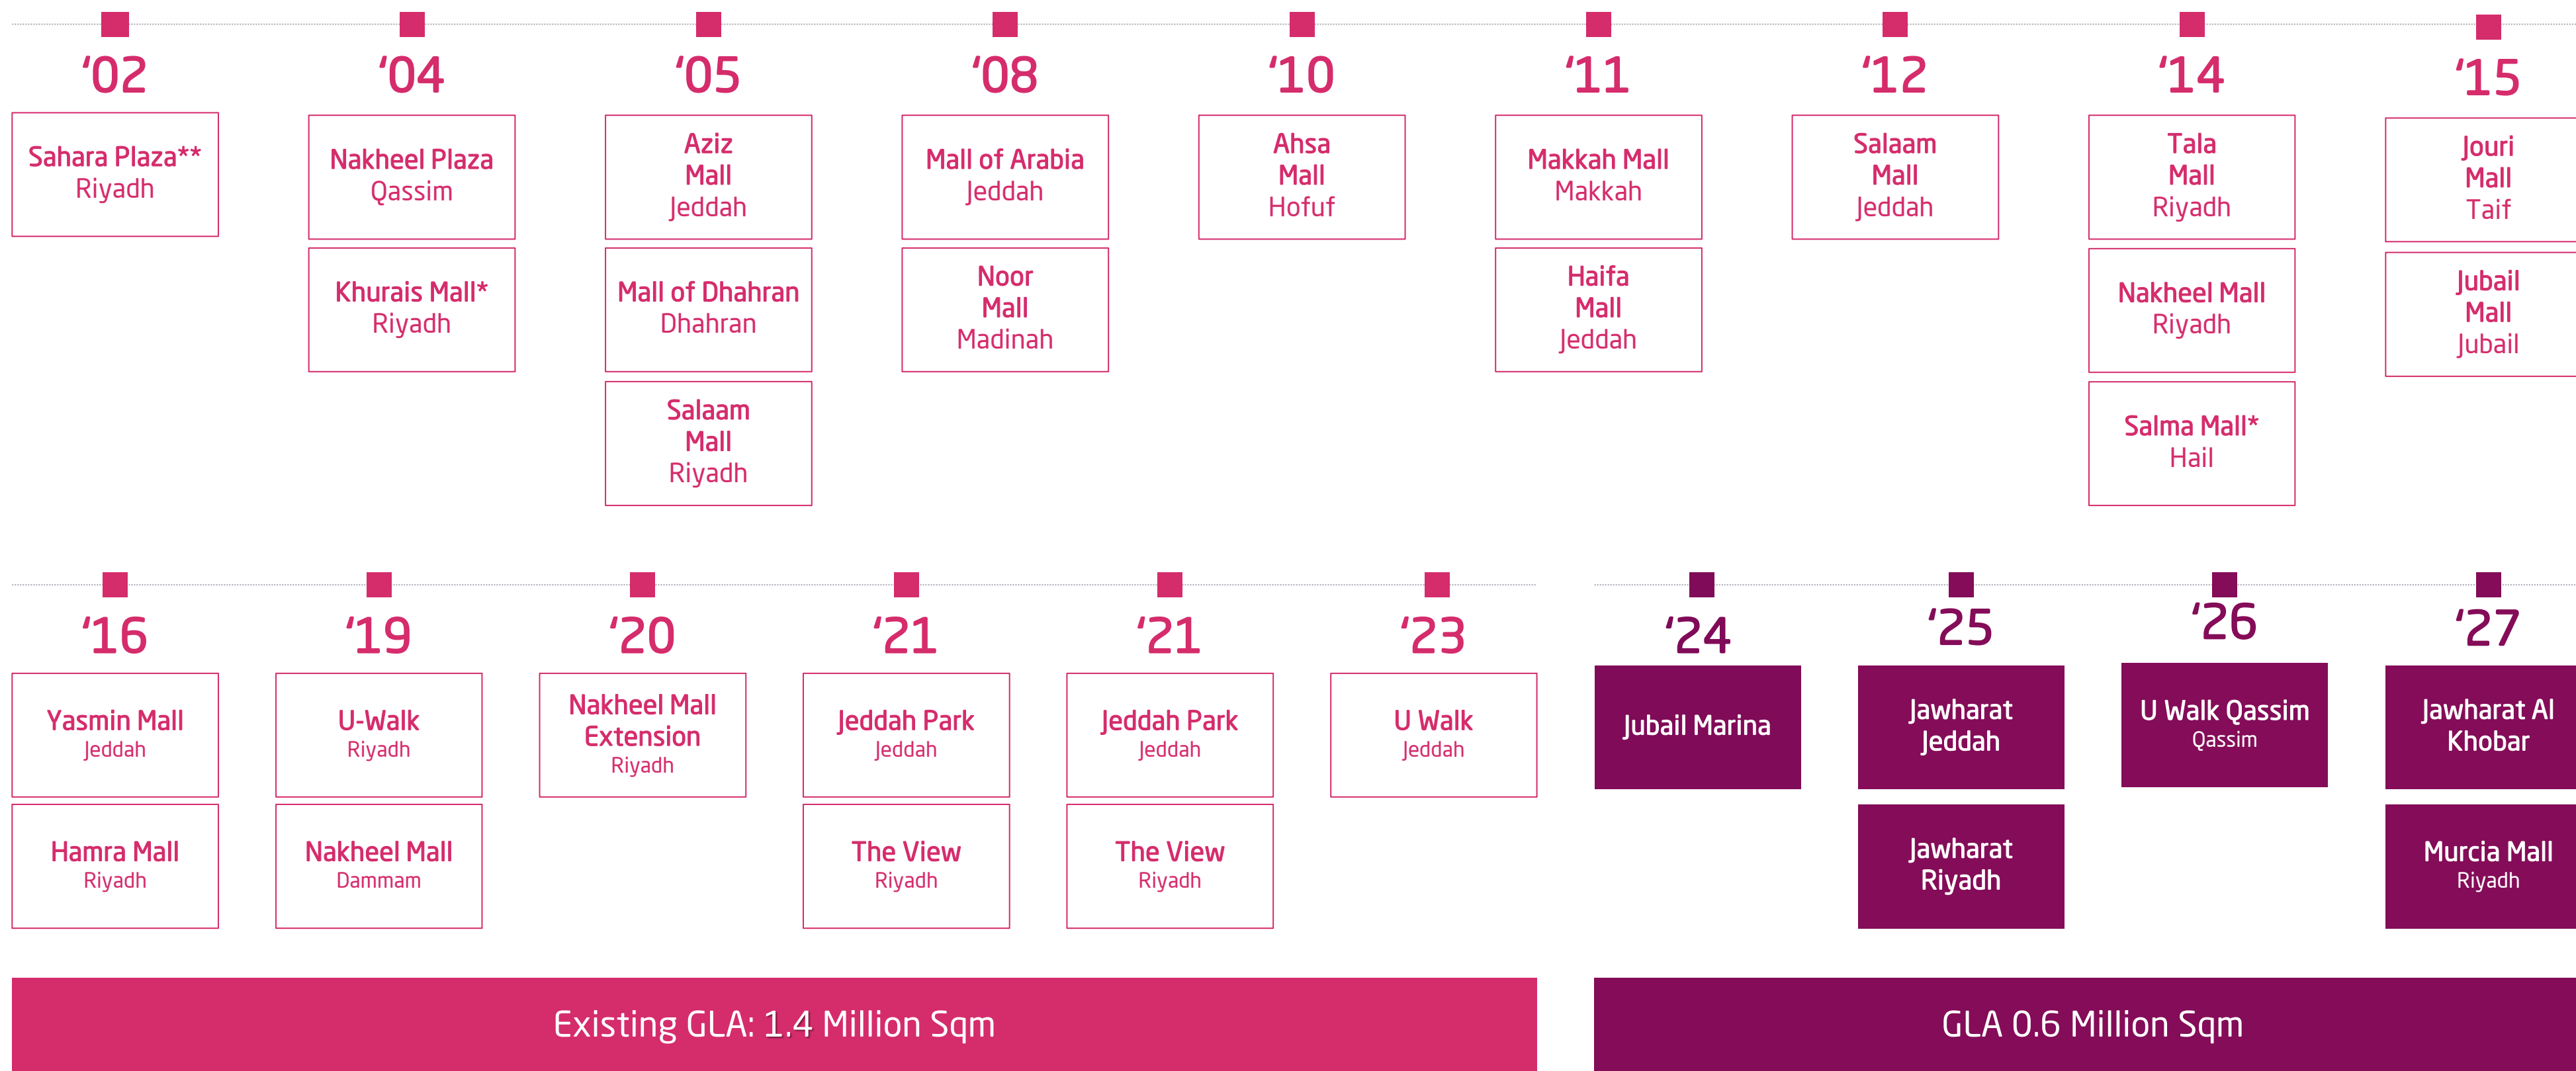 ‘02
Sahara Plaza**
Riyadh
‘04
Nakheel Plaza
Qassim
Khurais Mall*
Riyadh
‘05
Aziz
Mall
Jeddah
Mall of Dhahran
Dhahran
Salaam
Mall
Riyadh
‘08
Mall of Arabia
Jeddah
Noor
Mall
Madinah
‘10
Ahsa
Mall
Hofuf
‘11
Makkah Mall
Makkah
Haifa
Mall
Jeddah
‘12
Salaam
Mall
Jeddah
‘14
Tala
Mall
Riyadh
Nakheel Mall
Riyadh
Salma Mall*
Hail
‘15
Jouri
Mall
Taif
Jubail
Mall
Jubail
‘16
Yasmin Mall
Jeddah
Hamra Mall
Riyadh
‘19
U-Walk
Riyadh
Nakheel Mall
Dammam
‘20
Nakheel Mall
Extension
Riyadh
‘21
Jeddah Park
Jeddah
The View
Riyadh
‘21
Jeddah Park
Jeddah
The View
Riyadh
‘23
U Walk
Jeddah
‘24
Jubail Marina
‘25
Jawharat
Jeddah
Jawharat
Riyadh
‘26
U Walk Qassim
Qassim
‘27
Jawharat Al
Khobar
Murcia Mall
Riyadh
Existing GLA: 1.4 Million Sqm
GLA 0.6 Million Sqm